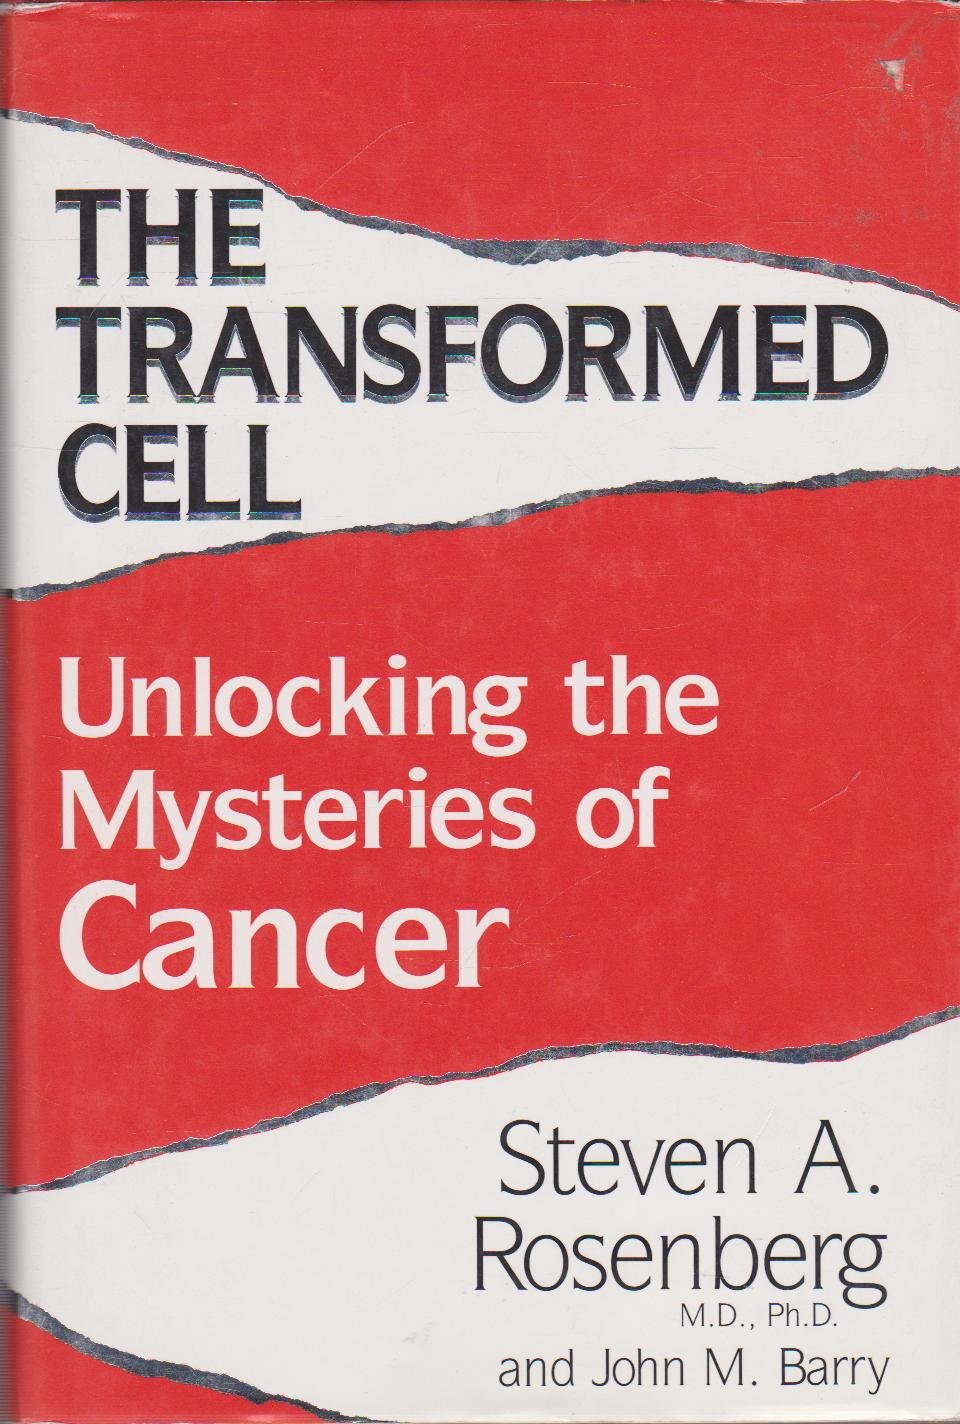 THE
TRANSFORMED
CELL
Unlocking the
Mysteries of
Cancer
Steven A.
Rosenberg
M.D., Ph.D.
and John M. Barry